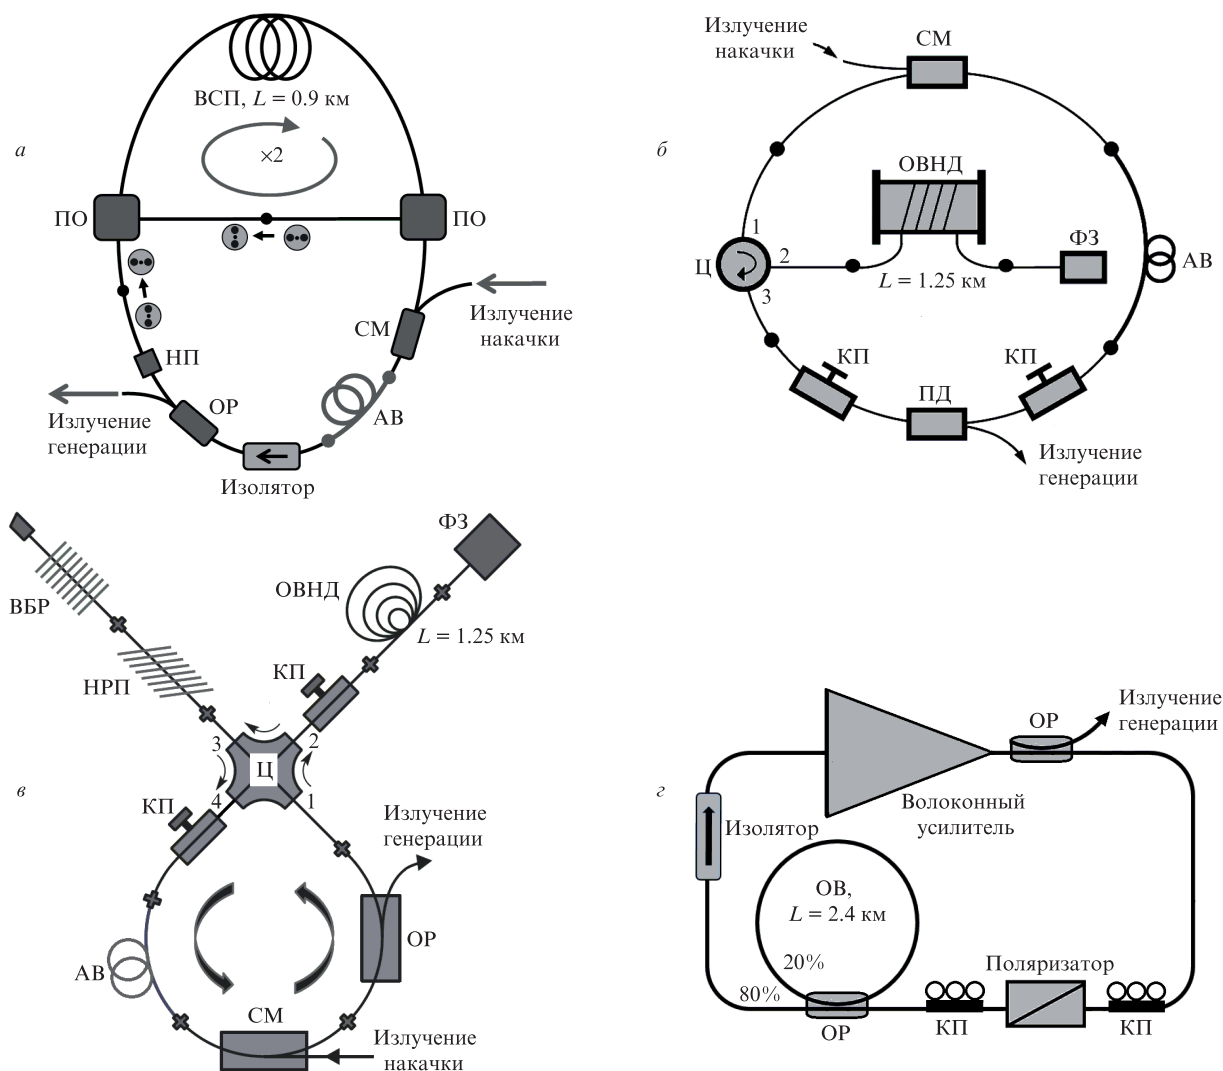 а
ВСП, L = 0.9 км
×2
ПО
ПО
СМ
Излучение
накачки
НП
ОР
АВ
Излучение
генерации
Изолятор
б
Излучение
накачки
СМ
ОВНД
1
Ц
2
3
L = 1.25 км
ФЗ
АВ
КП
КП
ПД
Излучение
генерации
в
ФЗ
ОВНД
ВБР
L = 1.25 км
НРП
КП
3
2
Ц
4
1
КП
Излучение
генерации
АВ
ОР
СМ
Излучение
накачки
г
ОР
Излучение
генерации
Волоконный
усилитель
Изолятор
ОВ,
L = 2.4 км
20%
80%
ОР
Поляризатор
КП
КП